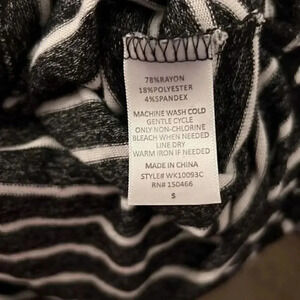 78%RAYON
18%POLYESTER
4%SPANDEX
MACHINE WASH COLD
GENTLE CYCLE
ONLY NON-CHLORINE
BLEACH WHEN NEEDED
LINE.DRY
WARM IRON IF NEEDED
MADE IN CHINA
STYLE# WK10093C
RN# 150466
S